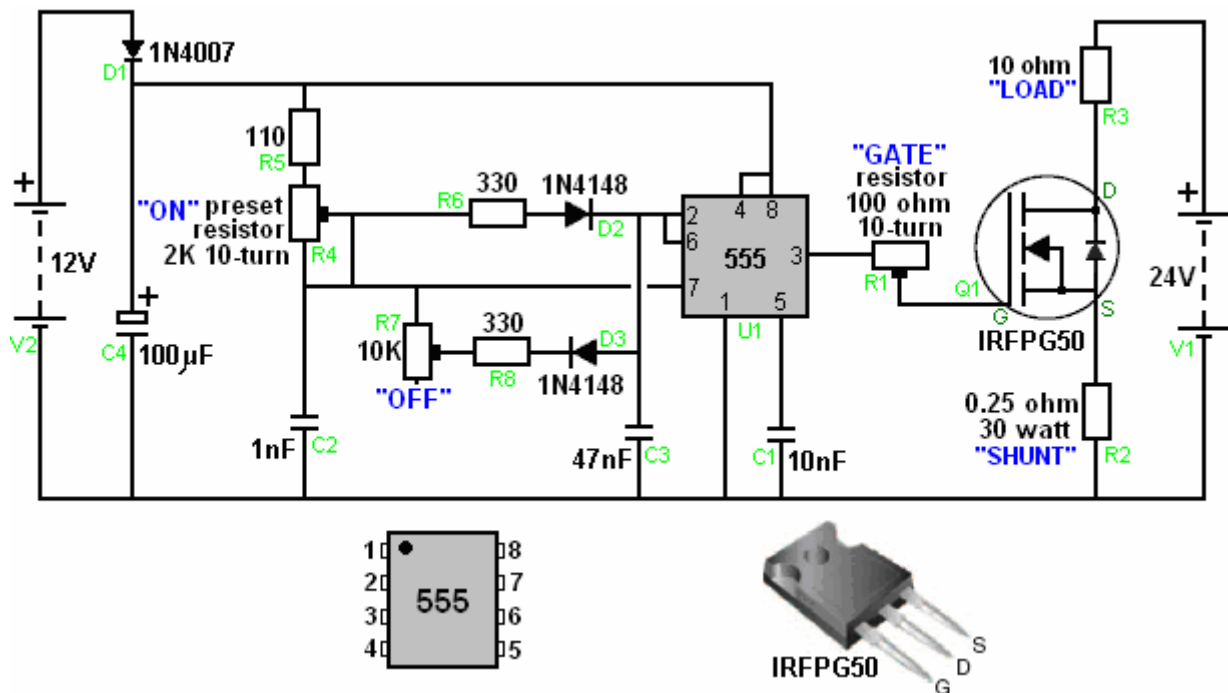 1N4007
D1
10 ohm
"LOAD"
R3
110
R5
"GATE"
resistor
100 ohm
10-turn
330
1N4148
R6
D2
"ON" preset
resistor
2K 10-turn
R4
+
12V
V2
+
C4
100µF
2
6
7
4
8
3
1
5
555
U1
R1
D
Q1
G
S
IRFPG50
+
24V
V1
R7
10K
"OFF"
330
R8
D3
1N4148
0.25 ohm
30 watt
"SHUNT"
R2
1nF
C2
47nF
C3
C1
10nF
1
2
3
4
555
8
7
6
5
IRFPG50
S
D
G